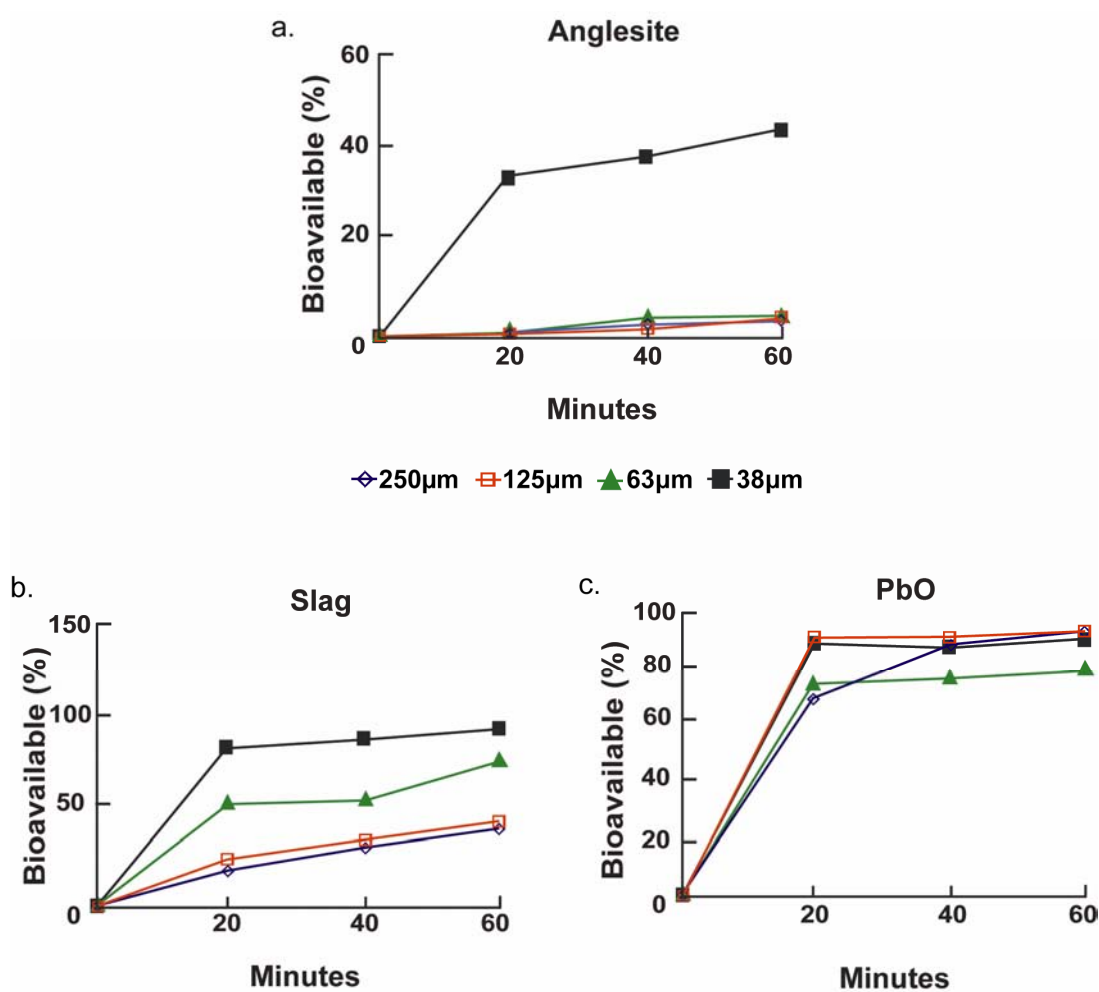 a.
Anglesite
Bioavailable (%)
60
40
20
0
20 40 60
Minutes
250µm 125µm 63µm 38µm
b.
Slag
Bioavailable (%)
150
100
50
0
20 40 60
Minutes
c.
PbO
Bioavailable (%)
100
80
60
40
20
0
20 40 60
Minutes